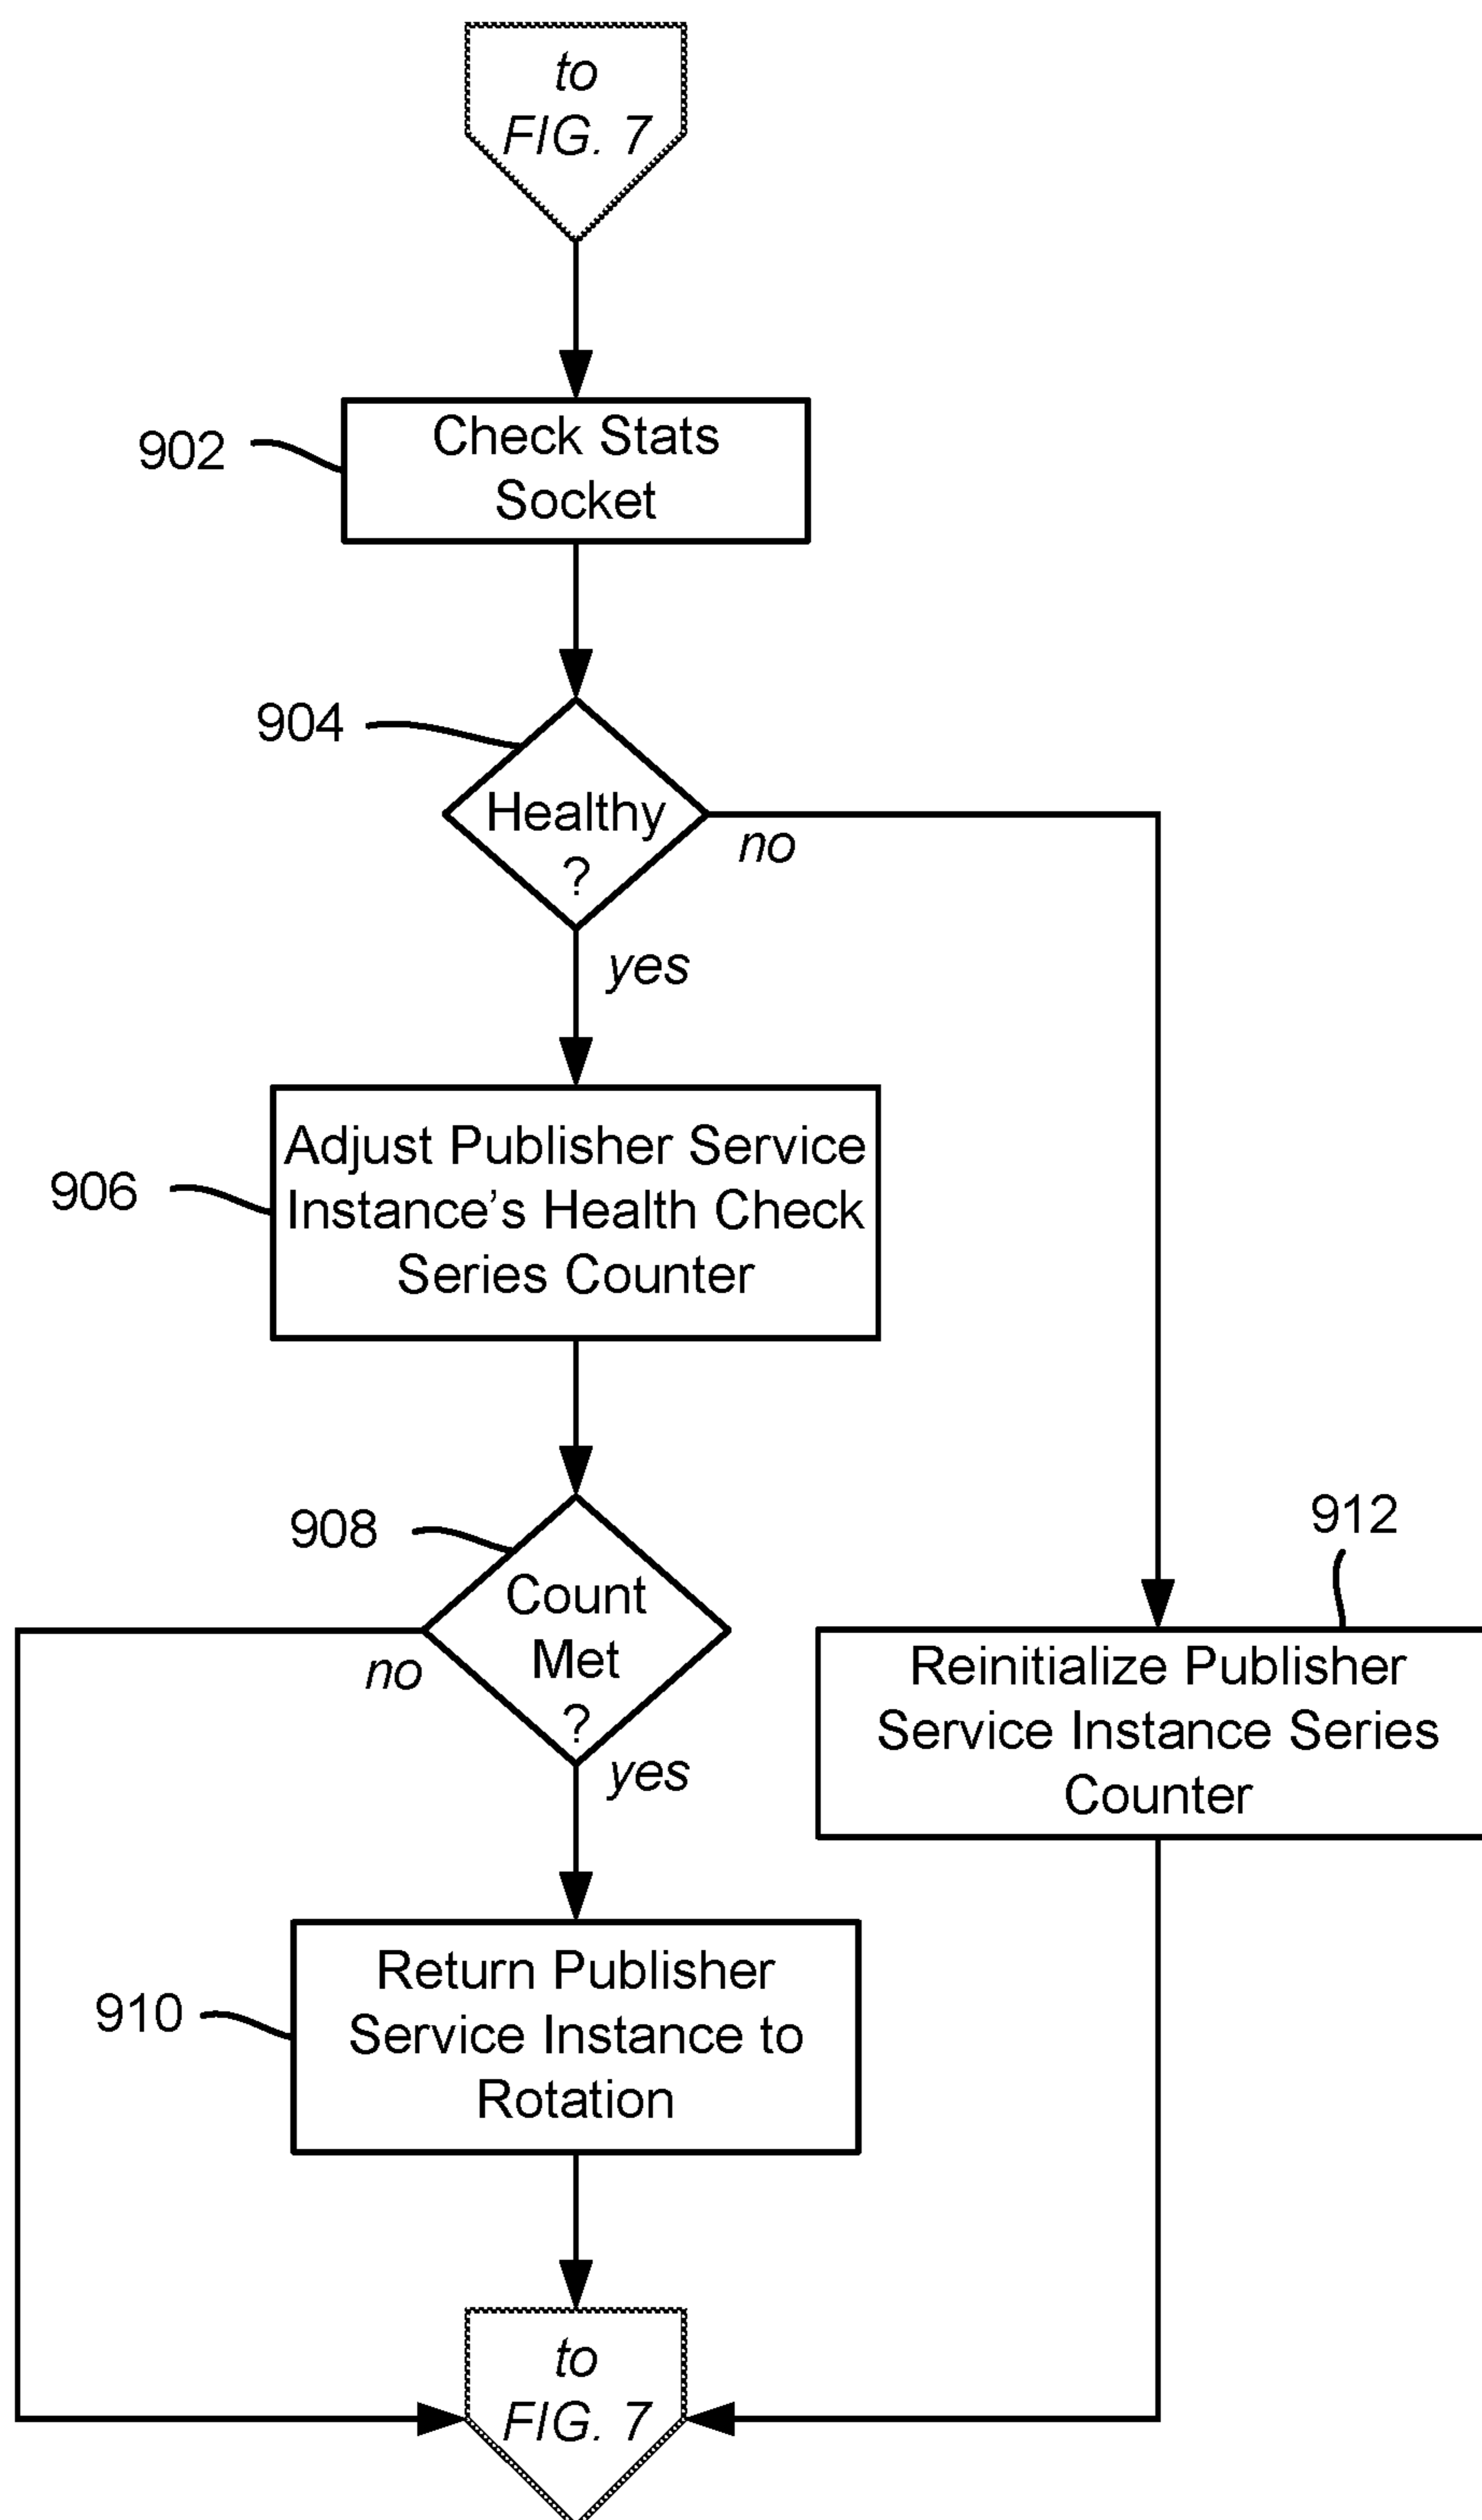 to
FIG. 7
902
Check Stats
Socket
904
Healthy
?
no
yes
906
Adjust Publisher Service
Instance’s Health Check
Series Counter
908
Count
Met
?
no
yes
912
Reinitialize Publisher
Service Instance Series
Counter
910
Return Publisher
Service Instance to
Rotation
to
FIG. 7